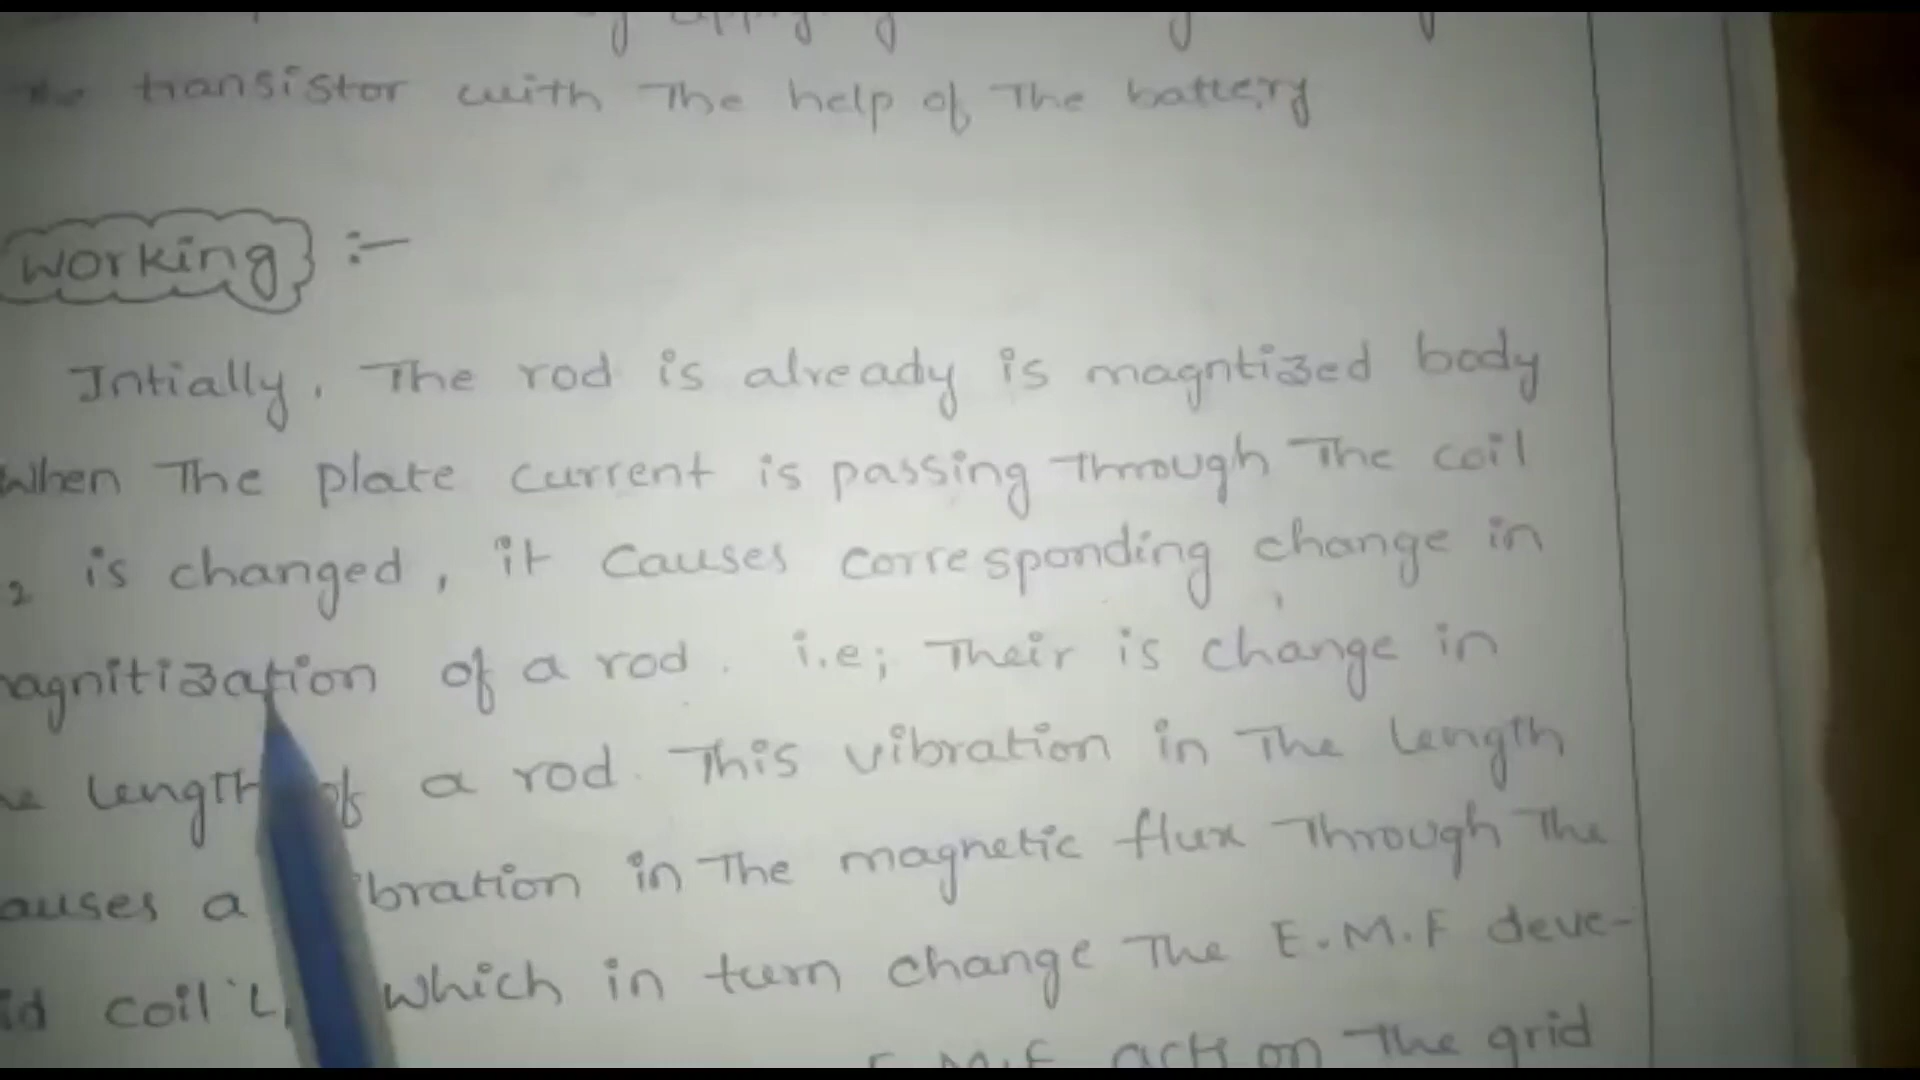 transistor with The help of The battery
working :-
Intially, The rod is already is magntized body
When The plate current is passing Through The coil
2 is changed, it causes corresponding change in
agnitization of a rod. i.e; Their is change in
length of a rod. This vibration in The length
auses a bration in The magnetic flux Through The
id coil L which in turn change The E.M.F deve-
E.M.F act on The grid